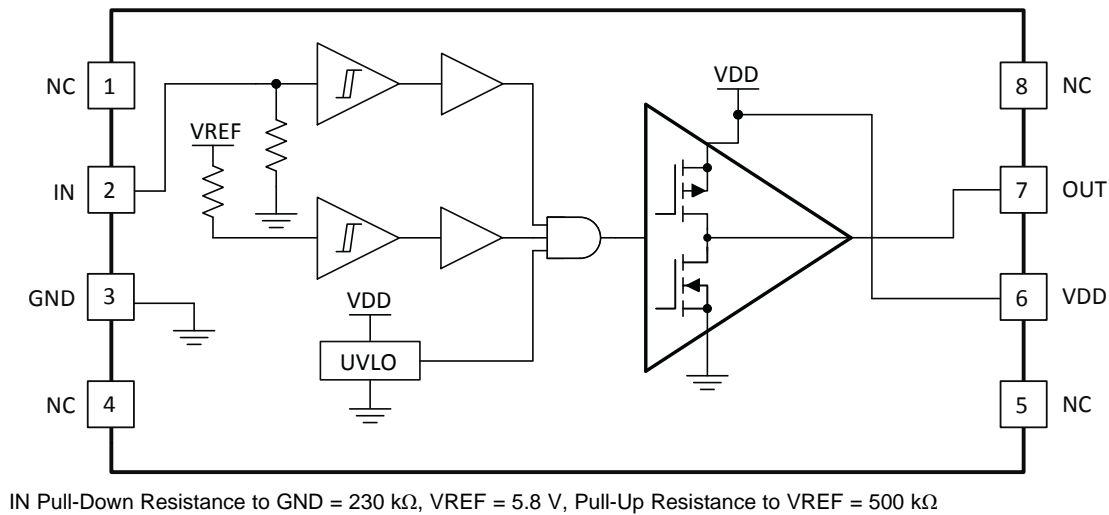 NC 1
IN 2
GND 3
NC 4
VREF
VDD
UVLO
VDD
8 NC
7 OUT
6 VDD
5 NC
IN Pull-Down Resistance to GND = 230 kΩ, VREF = 5.8 V, Pull-Up Resistance to VREF = 500 kΩ